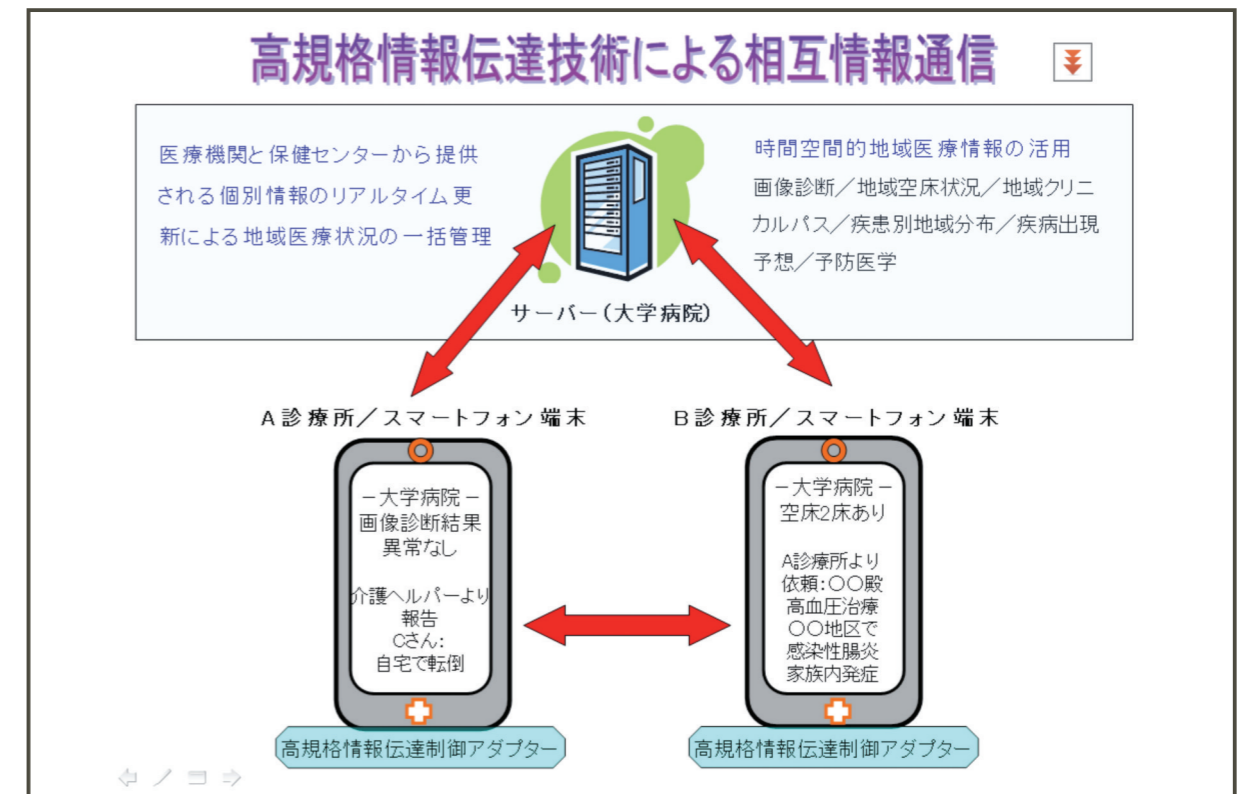 高規格情報伝達技術による相互情報通信
医療機関と保健センターから提供
される個別情報のリアルタイム更
新による地域医療状況の一括管理
時間空間的地域医療情報の活用
画像診断／地域空床状況／地域クリニ
カルパス／疾患別地域分布／疾病出現
予想／予防医学
サーバー(大学病院)
A診療所／スマートフォン端末
B診療所／スマートフォン端末
－大学病院－
画像診断結果
異常なし
介護ヘルパーより
報告
Cさん:
自宅で転倒
－大学病院－
空床2床あり
A診療所より
依頼:〇〇殿
高血圧治療
〇〇地区で
感染性腸炎
家族内発症
高規格情報伝達制御アダプター
高規格情報伝達制御アダプター